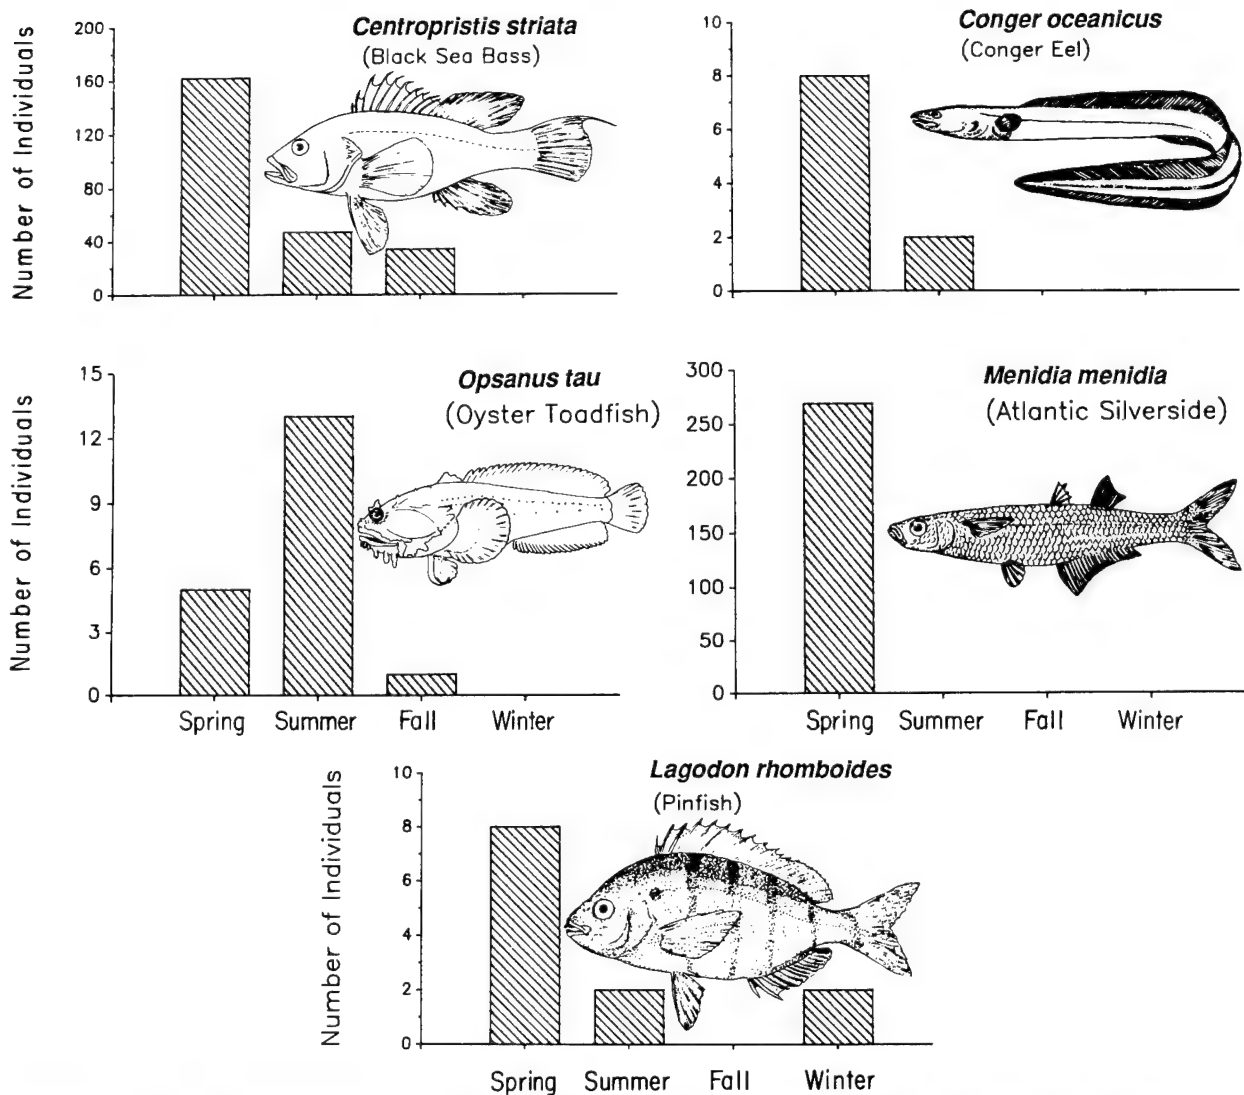 Centropristis striata
(Black Sea Bass)
Number of Individuals
200
160
120
80
40
0
Conger oceanicus
(Conger Eel)
10
8
6
4
2
0
Opsanus tau
(Oyster Toadfish)
Number of Individuals
15
12
9
6
3
0
Spring Summer Fall Winter
Menidia menidia
(Atlantic Silverside)
300
250
200
150
100
50
0
Spring Summer Fall Winter
Lagodon rhomboides
(Pinfish)
Number of Individuals
10
8
6
4
2
0
Spring Summer Fall Winter